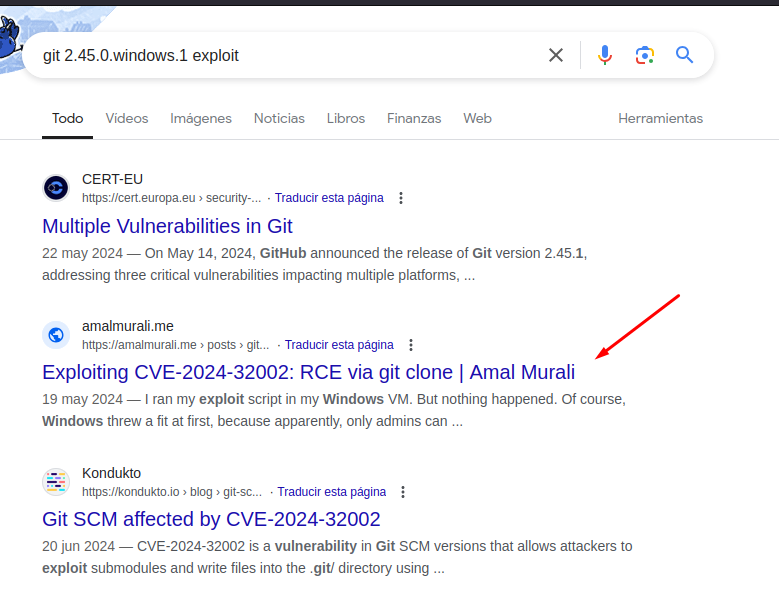 git 2.45.0.windows.1 exploit
Todo Vídeos Imágenes Noticias Libros Finanzas Web Herramientas
CERT-EU
https://cert.europa.eu › security-... · Traducir esta página
Multiple Vulnerabilities in Git
22 may 2024 — On May 14, 2024, GitHub announced the release of Git version 2.45.1,
addressing three critical vulnerabilities impacting multiple platforms, ...
amalmurali.me
https://amalmurali.me › posts › git... · Traducir esta página
Exploiting CVE-2024-32002: RCE via git clone | Amal Murali
19 may 2024 — I ran my exploit script in my Windows VM. But nothing happened. Of course,
Windows threw a fit at first, because apparently, only admins can ...
Kondukto
https://kondukto.io › blog › git-sc... · Traducir esta página
Git SCM affected by CVE-2024-32002
20 jun 2024 — CVE-2024-32002 is a vulnerability in Git SCM versions that allows attackers to
exploit submodules and write files into the .git/ directory using ...